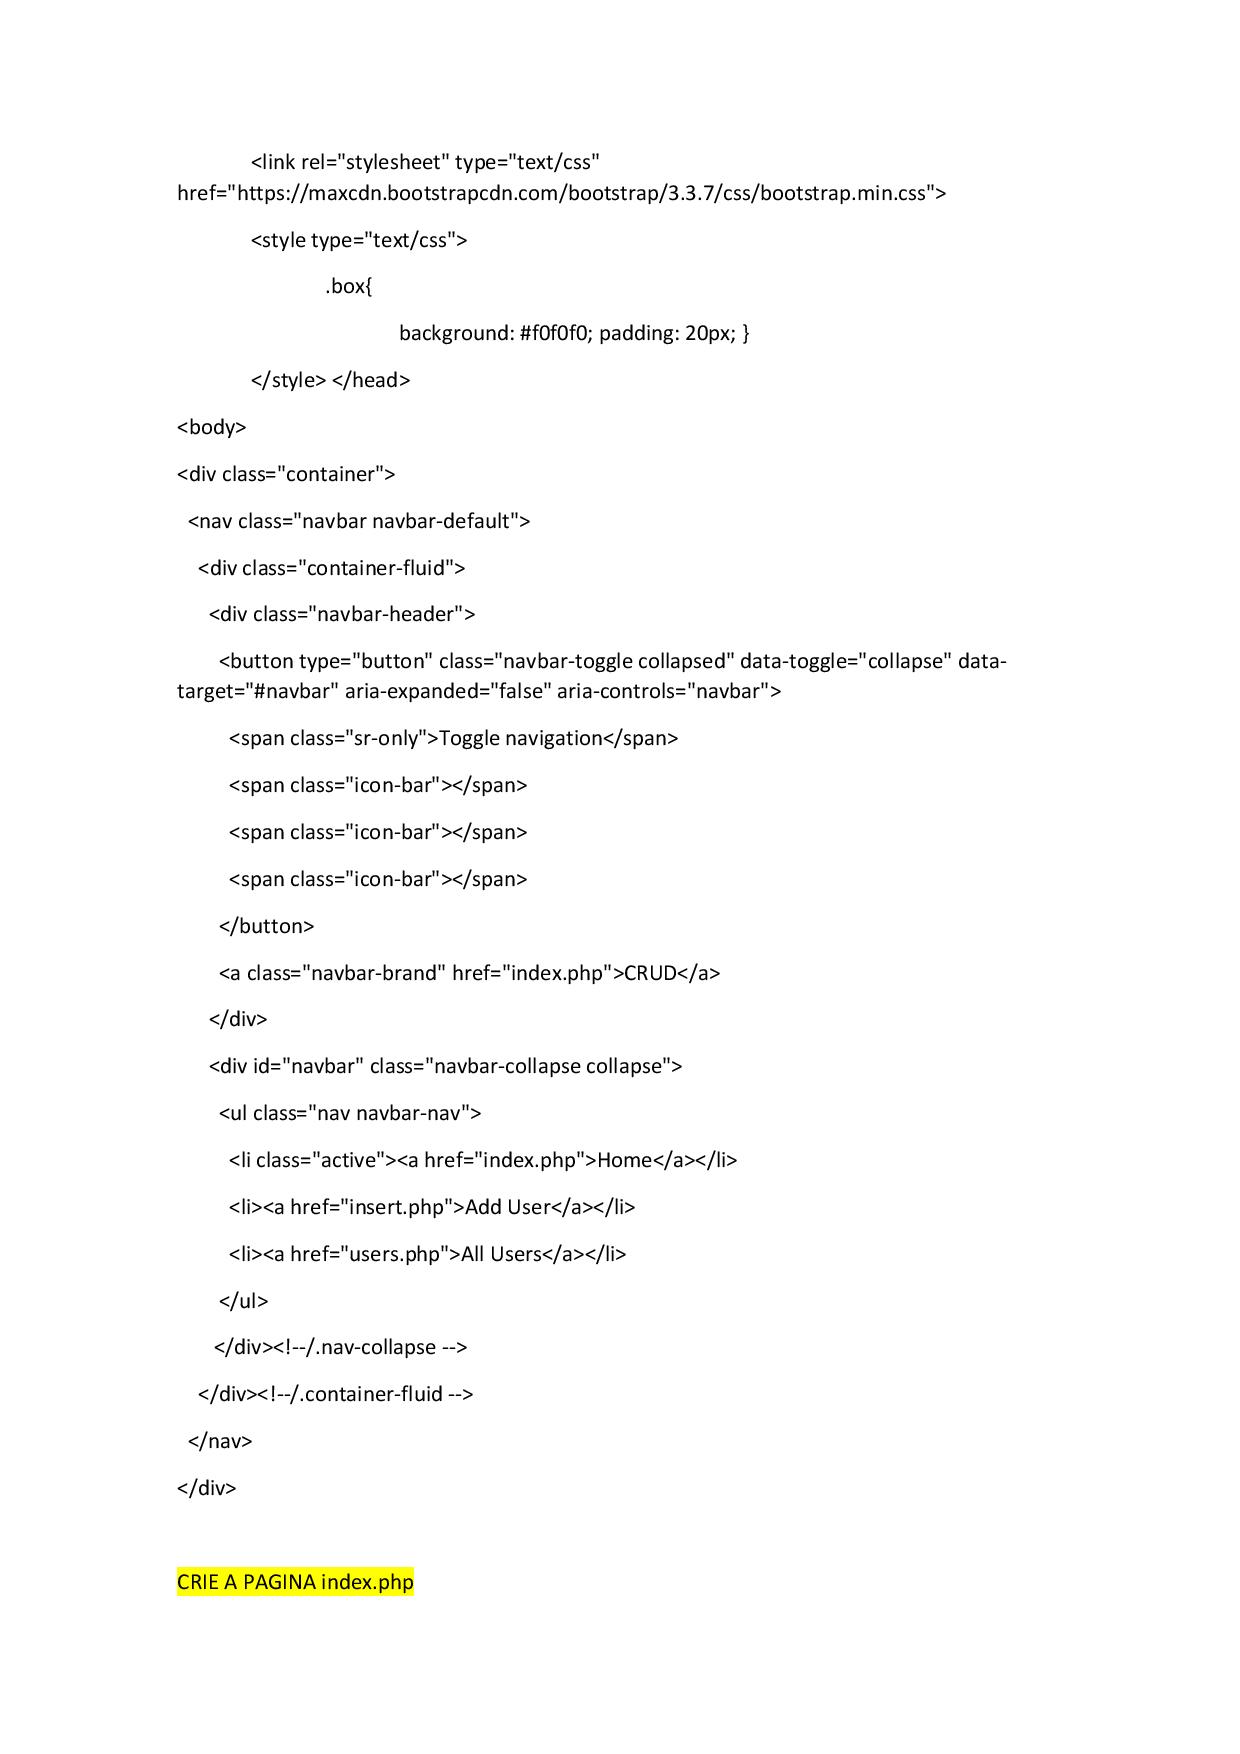 <link rel="stylesheet" type="text/css"
href="https://maxcdn.bootstrapcdn.com/bootstrap/3.3.7/css/bootstrap.min.css">
<style type="text/css">
.box{
background: #f0f0f0; padding: 20px; }
</style> </head>
<body>
<div class="container">
<nav class="navbar navbar-default">
<div class="container-fluid">
<div class="navbar-header">
<button type="button" class="navbar-toggle collapsed" data-toggle="collapse" data-
target="#navbar" aria-expanded="false" aria-controls="navbar">
<span class="sr-only">Toggle navigation</span>
<span class="icon-bar"></span>
<span class="icon-bar"></span>
<span class="icon-bar"></span>
</button>
<a class="navbar-brand" href="index.php">CRUD</a>
</div>
<div id="navbar" class="navbar-collapse collapse">
<ul class="nav navbar-nav">
<li class="active"><a href="index.php">Home</a></li>
<li><a href="insert.php">Add User</a></li>
<li><a href="users.php">All Users</a></li>
</ul>
</div><!--/.nav-collapse -->
</div><!--/.container-fluid -->
</nav>
</div>
CRIE A PAGINA index.php